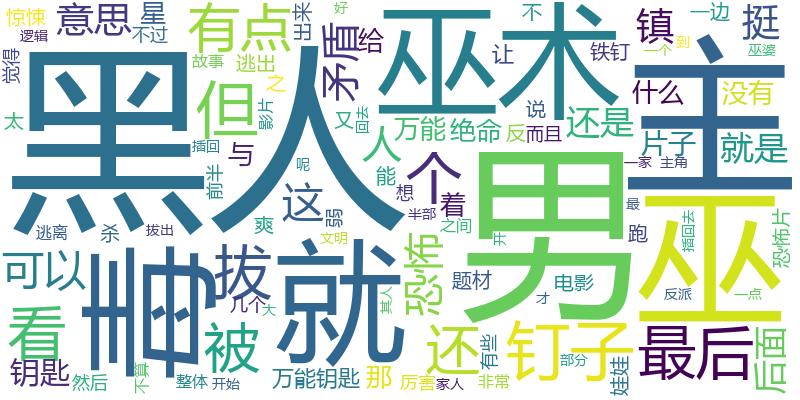 惊悚
意思
星
有点
出来
好
不
一边
镇
挺
逻辑
不过
矛盾
给
巫术
让
铁钉
一个
到
巫婆
觉得
故事
逃出
之
但
影片
又
回去
万能
绝命
说
反
而且
还是
什么
没有
主
太
黑人
插回
与
前半
呢
人
能
个
着
片子
就是
一家
主角
这
弱
想
半部
之间
爽
文明
男
开
最
跑
插回去
恐怖片
逃离
杀
拔出
可以
毒
拔
就
恐怖
题材
电影
才
巫
反派
一点
看
几个
大
其人
被
还
钉子
有些
最后
后面
钥匙
然后
不算
整体
开始
万能钥匙
那
厉害
家人
非常
部分
娃娃